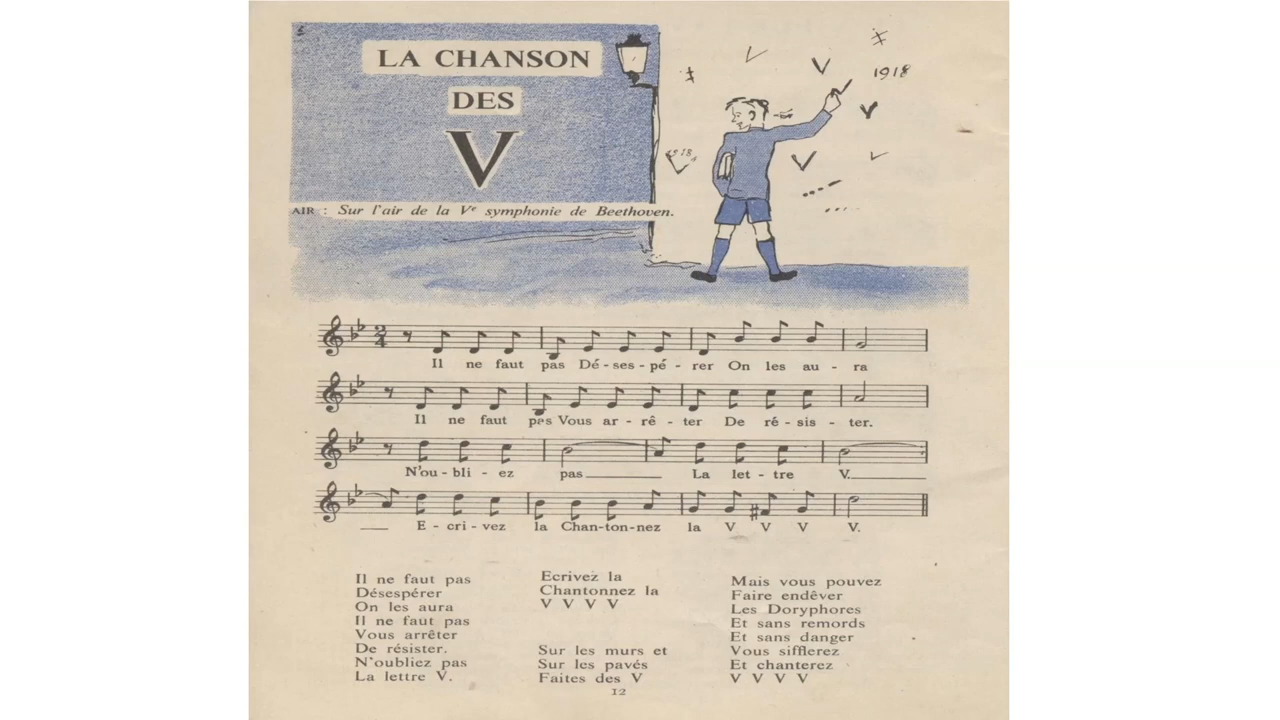 LA CHANSON
DES
V
AIR : Sur l'air de la Ve symphonie de Beethoven.
V
V
1918
V
1918
V
V
V
Il ne faut pas Dé - ses - pé - rer On les au - ra
Il ne faut pas Vous ar - rê - ter De ré - sis - ter.
N'ou - bli - ez pas La let - tre V.
E - cri - vez la Chan-ton-nez la V V V V.
Il ne faut pas
Désespérer
On les aura
Il ne faut pas
Vous arrêter
De résister.
N'oubliez pas
La lettre V.
Ecrivez la
Chantonnez la
V V V V
Sur les murs et
Sur les pavés
Faites des V
Mais vous pouvez
Faire endêver
Les Doryphores
Et sans remords
Et sans danger
Vous sifflerez
Et chanterez
V V V V
12